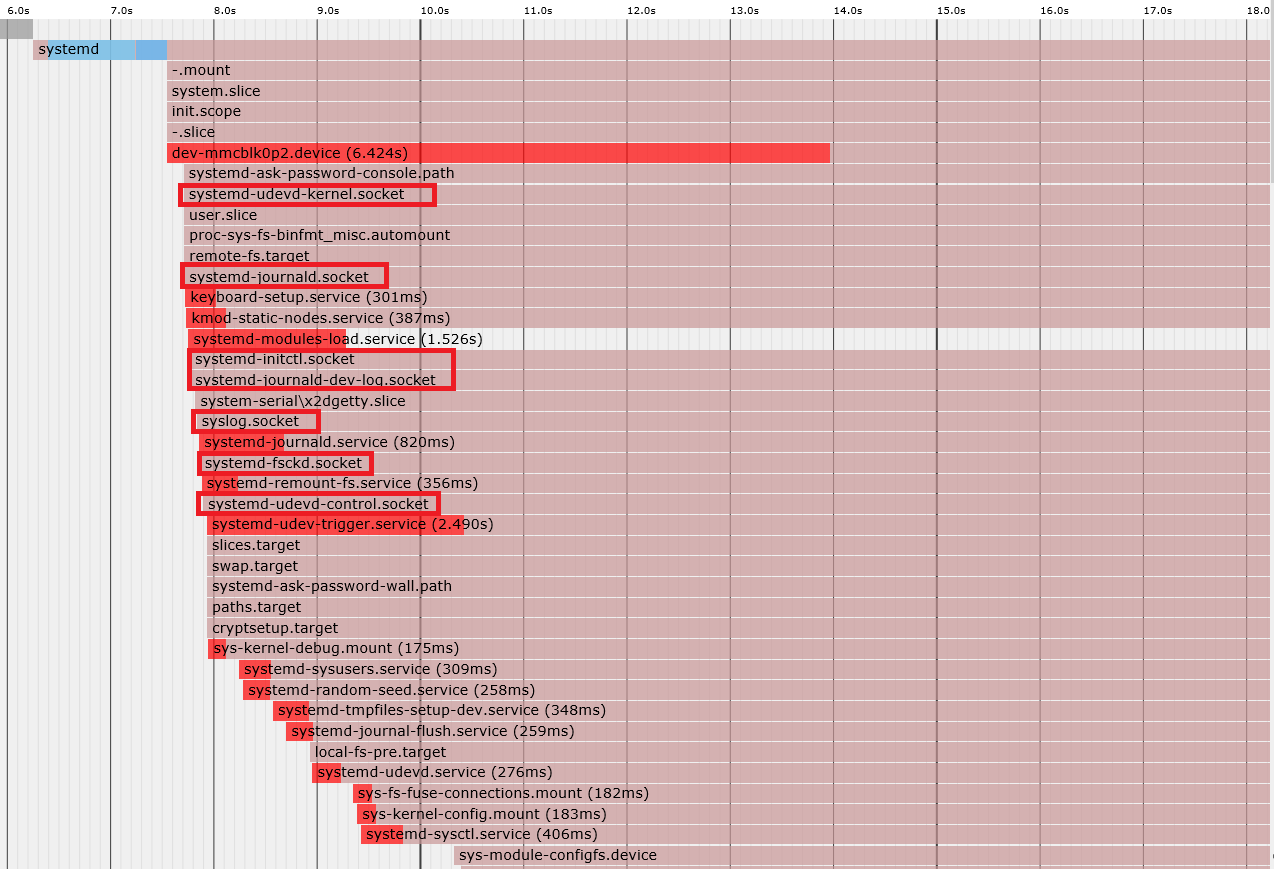 6.0s 7.0s 8.0s 9.0s 10.0s 11.0s 12.0s 13.0s 14.0s 15.0s 16.0s 17.0s 18.0
systemd
-.mount
system.slice
init.scope
-.slice
dev-mmcblk0p2.device (6.424s)
systemd-ask-password-console.path
systemd-udevd-kernel.socket
user.slice
proc-sys-fs-binfmt_misc.automount
remote-fs.target
systemd-journald.socket
keyboard-setup.service (301ms)
kmod-static-nodes.service (387ms)
systemd-modules-load.service (1.526s)
systemd-initctl.socket
systemd-journald-dev-log.socket
system-serial\x2dgetty.slice
syslog.socket
systemd-journald.service (820ms)
systemd-fsckd.socket
systemd-remount-fs.service (356ms)
systemd-udevd-control.socket
systemd-udev-trigger.service (2.490s)
slices.target
swap.target
systemd-ask-password-wall.path
paths.target
cryptsetup.target
sys-kernel-debug.mount (175ms)
systemd-sysusers.service (309ms)
systemd-random-seed.service (258ms)
systemd-tmpfiles-setup-dev.service (348ms)
systemd-journal-flush.service (259ms)
local-fs-pre.target
systemd-udevd.service (276ms)
sys-fs-fuse-connections.mount (182ms)
sys-kernel-config.mount (183ms)
systemd-sysctl.service (406ms)
sys-module-configfs.device